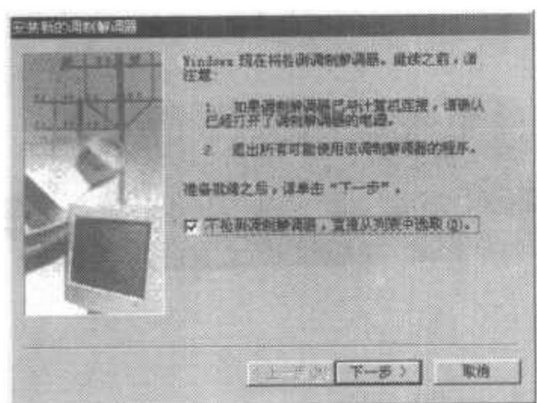 安装新的调制解调器
Windows 现在将检测调制解调器。继续之前，请
注意:
1. 如果调制解调器已与计算机连接，请确认
已经打开了调制解调器的电源。
2. 退出所有可能使用该调制解调器的程序。
准备就绪之后，请单击“下一步”。
不检测调制解调器，直接从列表中选取(D)。
下一步 >
取消